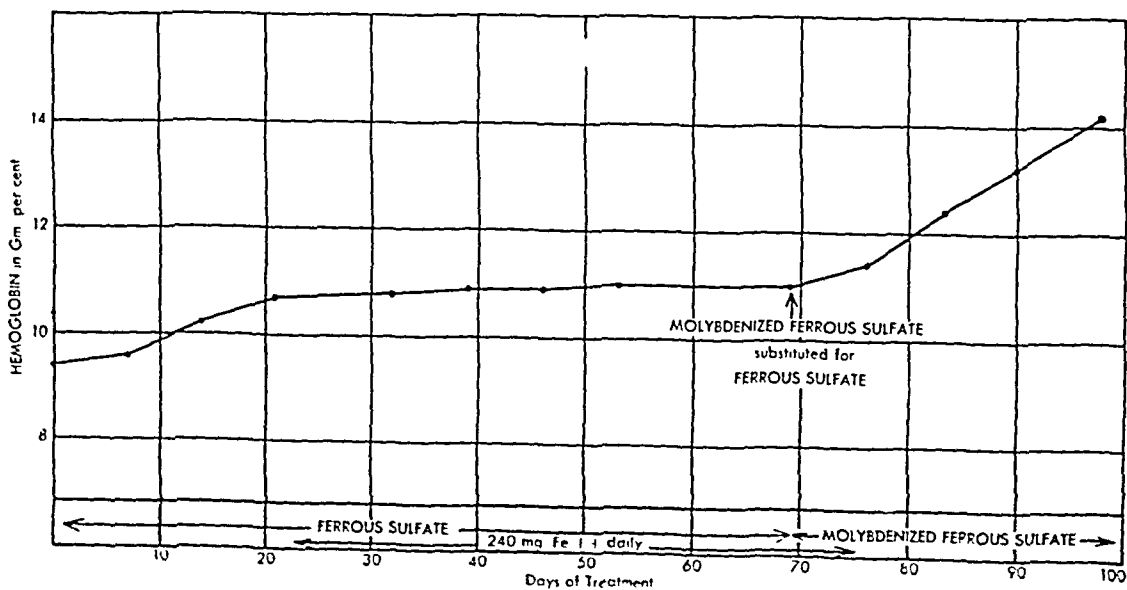 14
12
10
8
HEMOGLOBIN in Gm per cent
MOLYBDENIZED FERROUS SULFATE
substituted for
FERROUS SULFATE
FERROUS SULFATE
MOLYBDENIZED FERROUS SULFATE
240 mg Fe daily
10 20 30 40 50 60 70 80 90 100
Days of Treatment